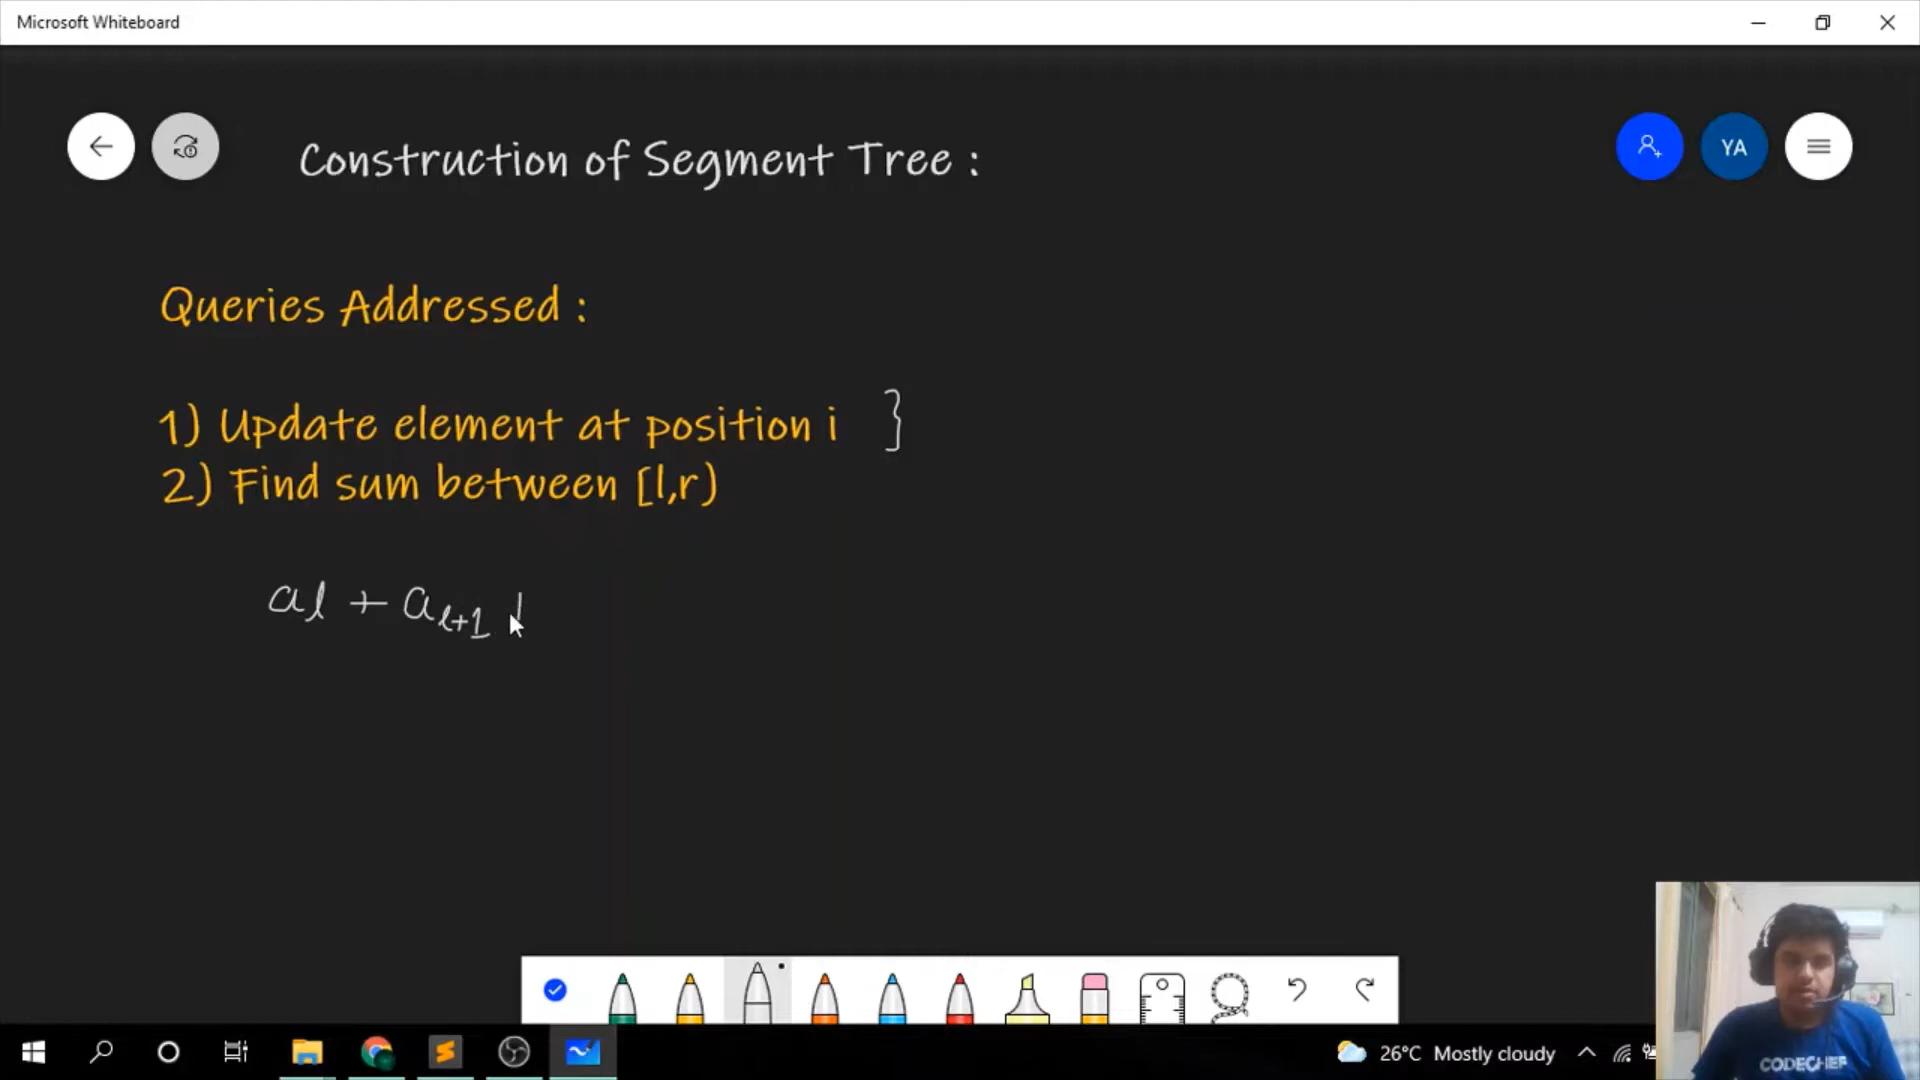 Microsoft Whiteboard
Construction of Segment Tree :
YA
Queries Addressed :
1) Update element at position i }
2) Find sum between [l,r)
al + al+1
26°C Mostly cloudy
CODECHEF